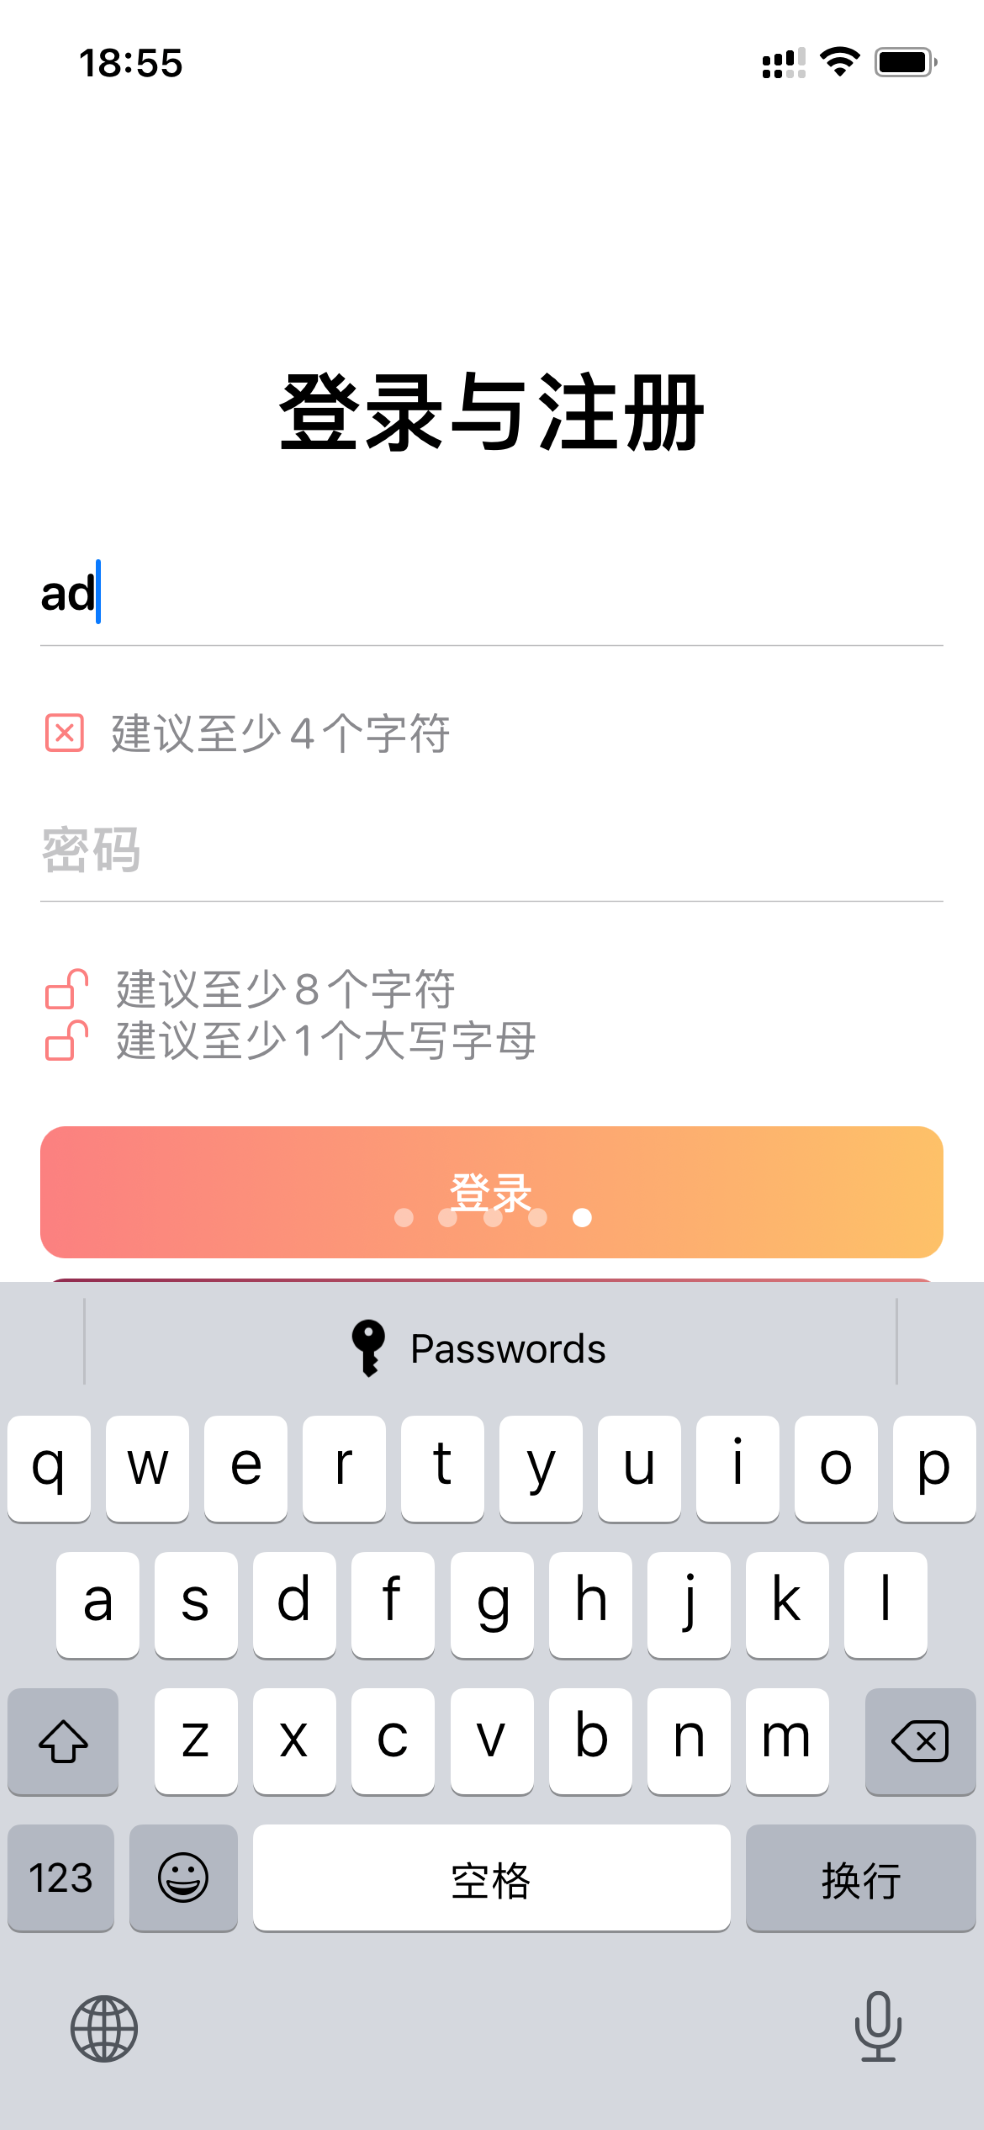 18:55
登录与注册
ad
建议至少4个字符
密码
建议至少8个字符
建议至少1个大写字母
登录
Passwords
q w e r t y u i o p
a s d f g h j k l
z x c v b n m
123 空格 换行